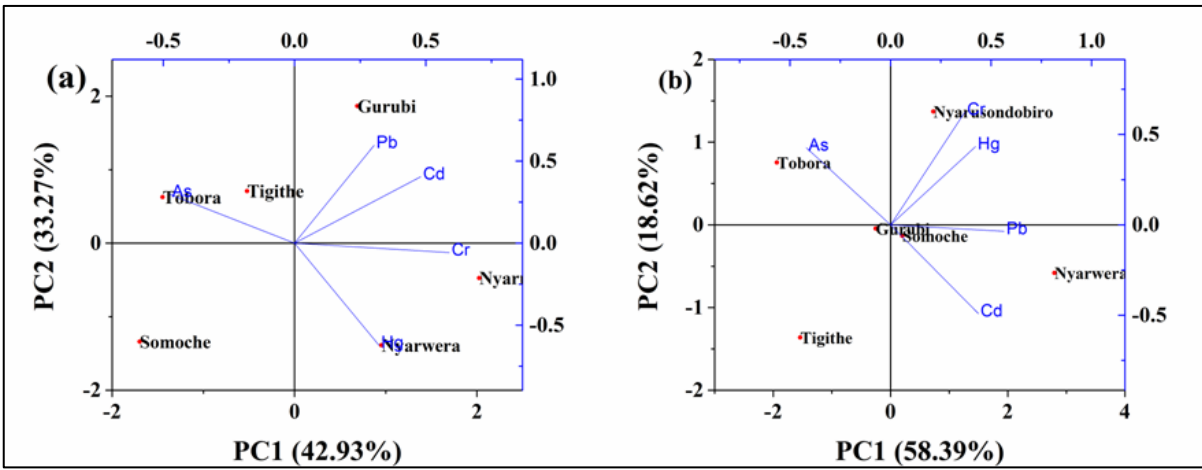 -0.5 0.0 0.5
(a)
2
0
-2
1.0
0.5
0.0
-0.5
Gurubi
Pb
Cd
As
Tobora
Tigithe
Cr
Somoche
Hg
Nyarwera
-2 0 2
PC1 (42.93%)
PC2 (33.27%)
-0.5 0.0 0.5 1.0
(b)
2
1
0
-1
-2
0.5
0.0
-0.5
Cr
Nyarusondobiro
As
Hg
Tobora
Gurubi
Somoche
Pb
Nyarwera
Cd
Tigithe
-2 0 2 4
PC1 (58.39%)
PC2 (18.62%)